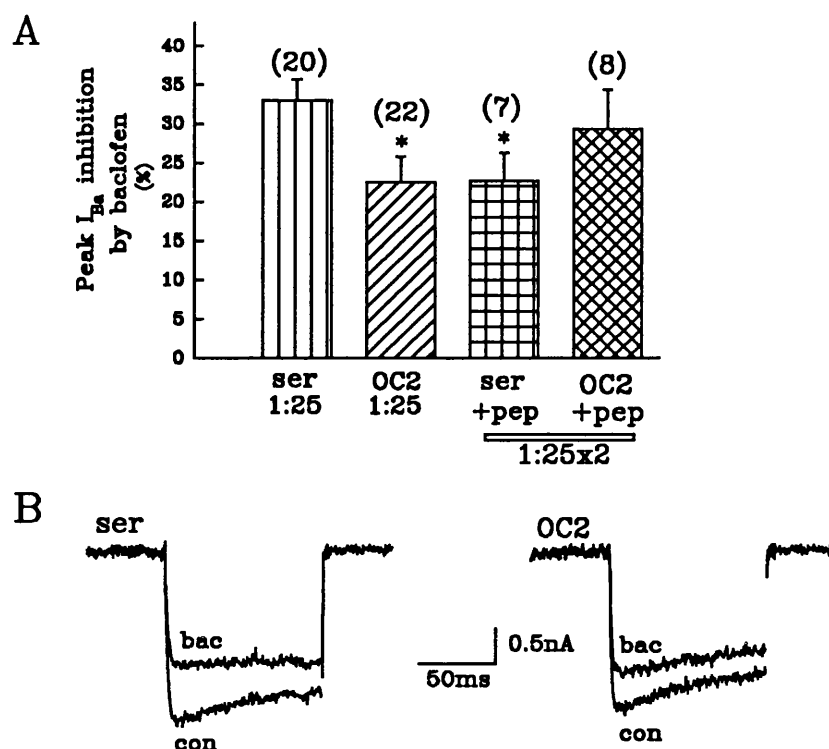 A
Peak I_Ba inhibition
by baclofen
(%)
40
35
30
25
20
15
10
5
0
(20)
(22)
*
(7)
*
(8)
ser
1:25
OC2
1:25
ser
+pep
OC2
+pep
1:25x2
B
ser
bac
con
50ms
0.5nA
OC2
bac
con